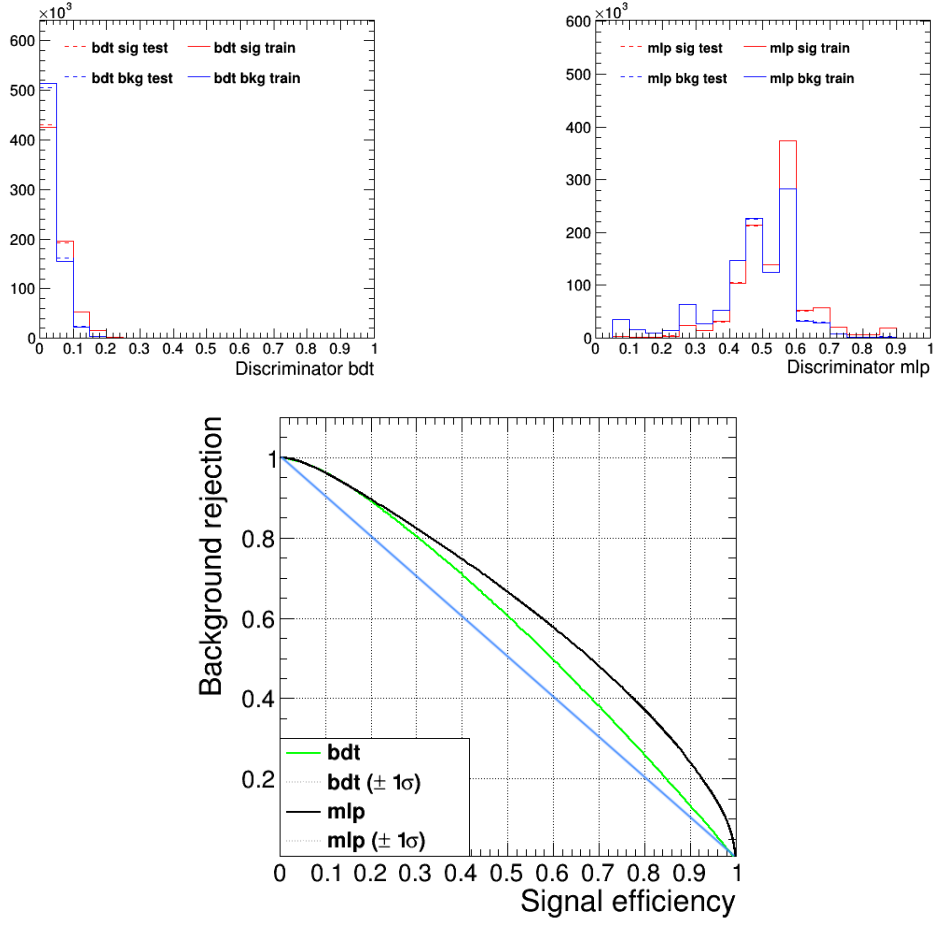 ×10³
600
500
400
300
200
100
0
bdt sig test bdt sig train
bdt bkg test bdt bkg train
0 0.1 0.2 0.3 0.4 0.5 0.6 0.7 0.8 0.9 1
Discriminator bdt
×10³
600
500
400
300
200
100
0
mlp sig test mlp sig train
mlp bkg test mlp bkg train
0 0.1 0.2 0.3 0.4 0.5 0.6 0.7 0.8 0.9 1
Discriminator mlp
Background rejection
1
0.8
0.6
0.4
0.2
bdt
bdt (± 1σ)
mlp
mlp (± 1σ)
0 0.1 0.2 0.3 0.4 0.5 0.6 0.7 0.8 0.9 1
Signal efficiency